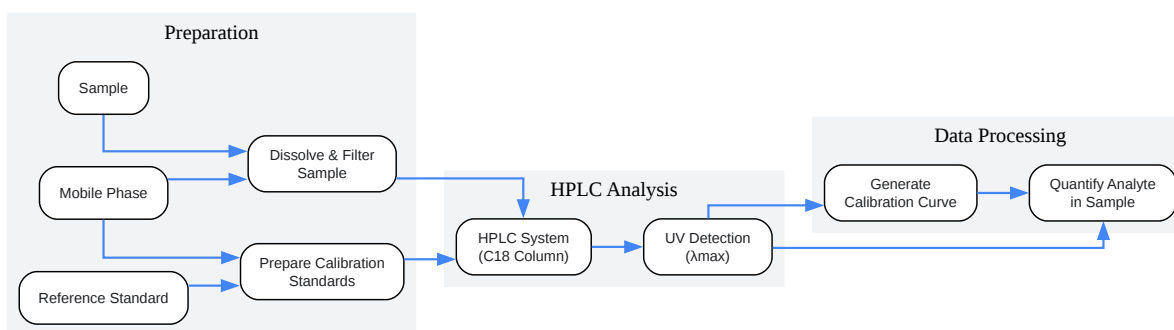 Preparation
Sample
Dissolve & Filter
Sample
Mobile Phase
Prepare Calibration
Standards
Reference Standard
HPLC Analysis
HPLC System
(C18 Column)
UV Detection
(λmax)
Data Processing
Generate
Calibration Curve
Quantify Analyte
in Sample